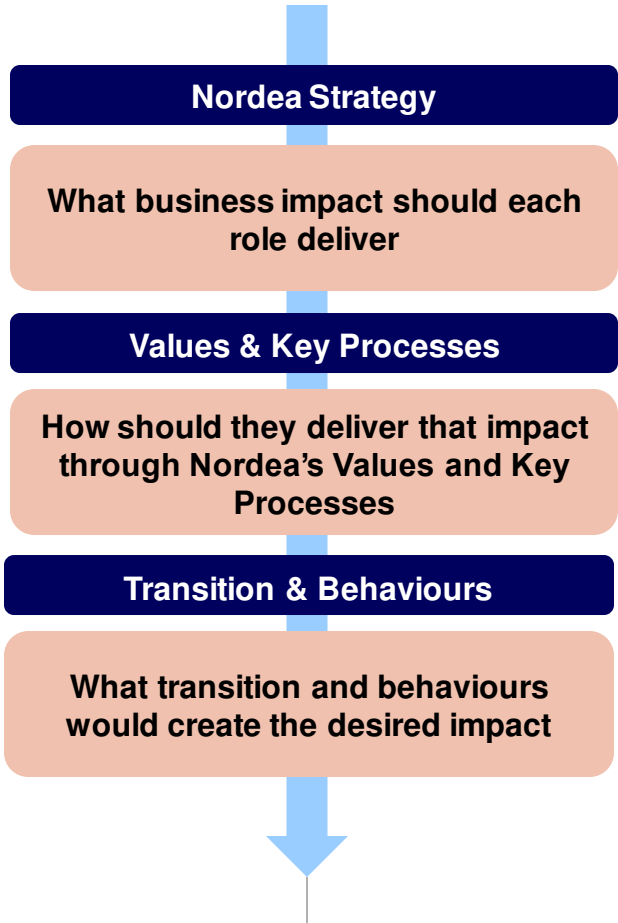 Nordea Strategy
What business impact should each
role deliver
Values & Key Processes
How should they deliver that impact
through Nordea’s Values and Key
Processes
Transition & Behaviours
What transition and behaviours
would create the desired impact